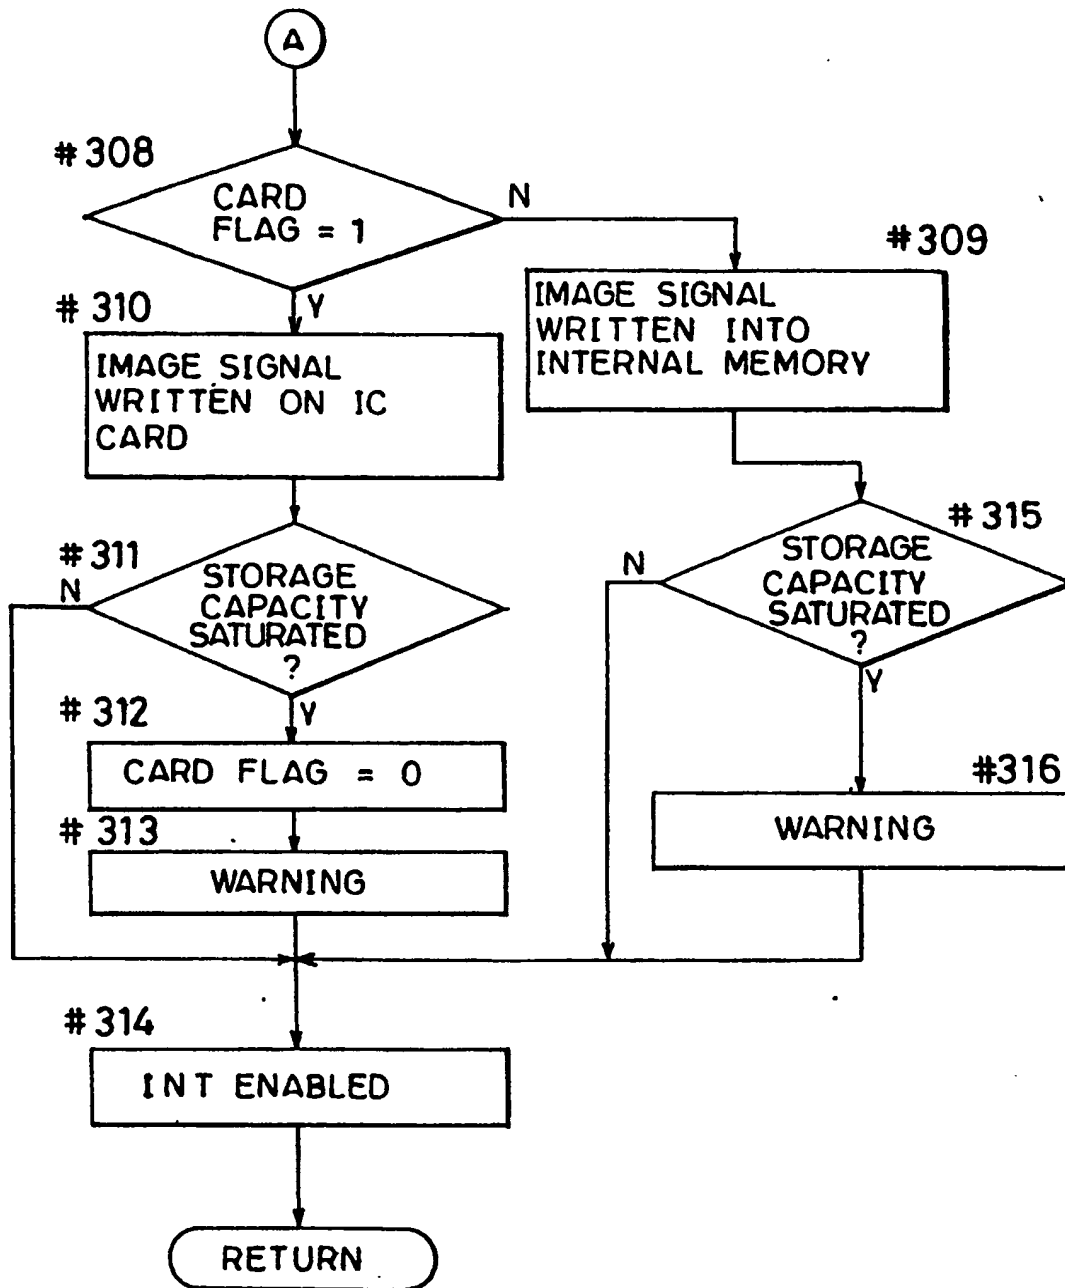 A
#308
CARD
FLAG = 1
N
Y
#309
IMAGE SIGNAL
WRITTEN INTO
INTERNAL MEMORY
#310
IMAGE SIGNAL
WRITTEN ON IC
CARD
#311
N
STORAGE
CAPACITY
SATURATED
?
Y
#315
N
STORAGE
CAPACITY
SATURATED
?
Y
#312
CARD FLAG = 0
#313
WARNING
#316
WARNING
#314
INT ENABLED
RETURN